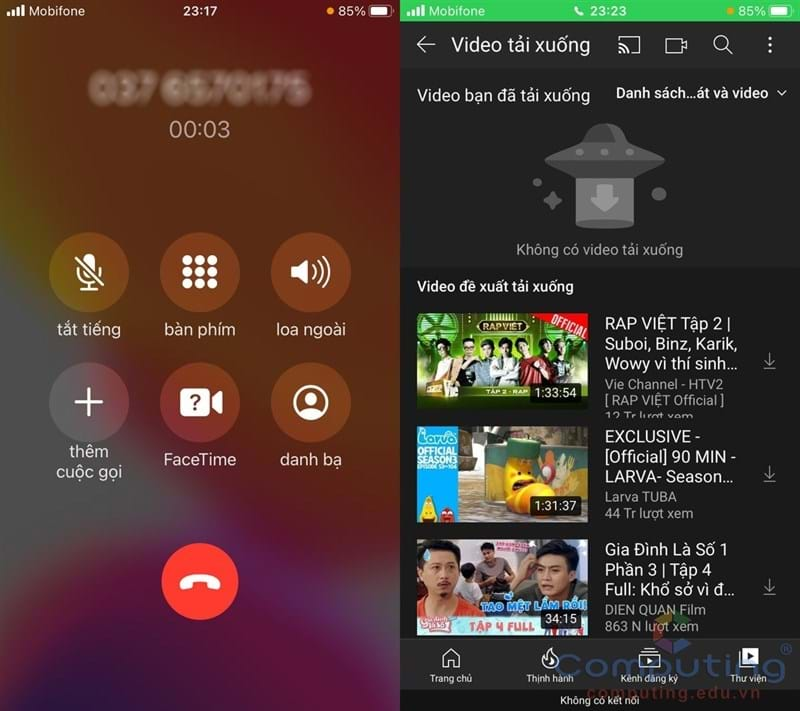 Mobifone
23:17
85%
00:03
tắt tiếng
bàn phím
loa ngoài
thêm
cuộc gọi
FaceTime
danh bạ
Mobifone
23:23
85%
Video tải xuống
Video bạn đã tải xuống
Danh sách...át và video
Không có video tải xuống
Video đề xuất tải xuống
RAP VIỆT
OFFICIAL
TẬP 2 - RAP
1:33:54
RAP VIỆT Tập 2 |
Suboi, Binz, Karik,
Wowy vì thí sinh...
Vie Channel - HTV2
[ RAP VIỆT Official ]
12 Tr lượt xem
Larva
OFFICIAL
SEASON3
EPISODE 53~104
1:31:37
EXCLUSIVE -
[Official] 90 MIN -
LARVA- Season...
Larva TUBA
44 Tr lượt xem
TAO MỆT LẮM RỒI!
TẬP 4 FULL
34:15
Gia Đình Là Số 1
Phần 3 | Tập 4
Full: Khổ sở vì đ...
DIEN QUAN Film
863 N lượt xem
Trang chủ
Thịnh hành
Kênh đăng ký
Thư viện
Không có kết nối
Computing®
computing.edu.vn